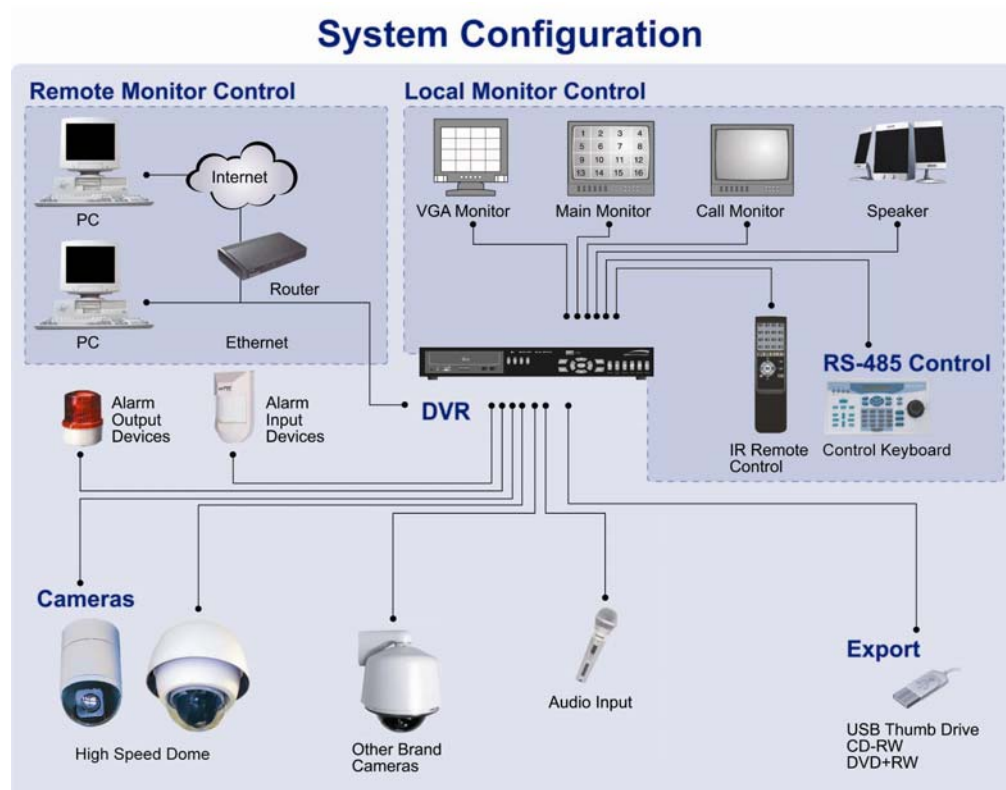 System Configuration
Remote Monitor Control
Local Monitor Control
Internet
PC
Router
PC
Ethernet
VGA Monitor
1 2 3 4
5 6 7 8
9 10 11 12
13 14 15 16
Main Monitor
Call Monitor
Speaker
Alarm
Output
Devices
Alarm
Input
Devices
DVR
IR Remote
Control
RS-485 Control
Control Keyboard
Cameras
High Speed Dome
Other Brand
Cameras
Audio Input
Export
USB Thumb Drive
CD-RW
DVD+RW